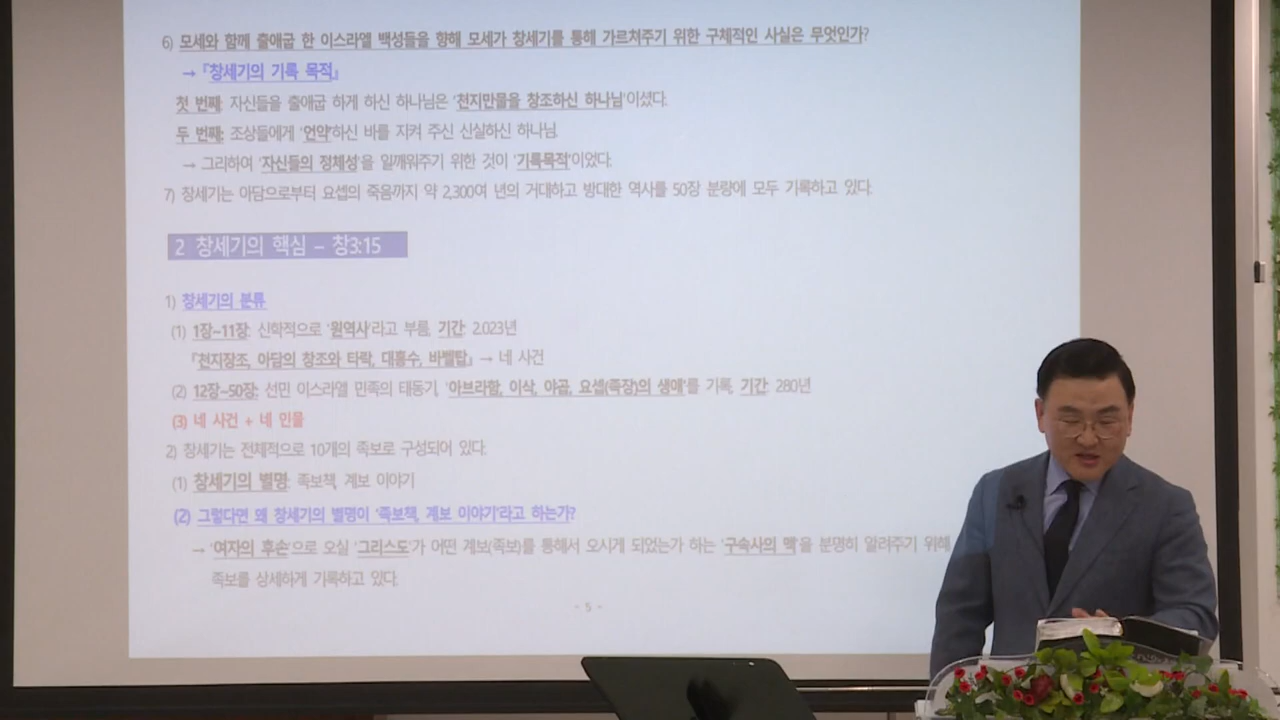 6) 모세와 함께 출애굽 한 이스라엘 백성들을 향해 모세가 창세기를 통해 가르쳐주기 위한 구체적인 사실은 무엇인가?
→ 『창세기의 기록 목적』
첫 번째: 자신들을 출애굽 하게 하신 하나님은 '천지만물을 창조하신 하나님'이셨다.
두 번째: 조상들에게 '언약'하신 바를 지켜 주신 신실하신 하나님.
→ 그리하여 '자신들의 정체성'을 일깨워주기 위한 것이 '기록목적'이었다.
7) 창세기는 아담으로부터 요셉의 죽음까지 약 2,300여 년의 거대하고 방대한 역사를 50장 분량에 모두 기록하고 있다.
2 창세기의 핵심 – 창3:15
1) 창세기의 분류
(1) 1장~11장: 신학적으로 '원역사'라고 부름, 기간: 2.023년
『천지창조, 아담의 창조와 타락, 대홍수, 바벨탑』 → 네 사건
(2) 12장~50장: 선민 이스라엘 민족의 태동기, '아브라함, 이삭, 야곱, 요셉(족장)의 생애'를 기록, 기간: 280년
(3) 네 사건 + 네 인물
2) 창세기는 전체적으로 10개의 족보로 구성되어 있다.
(1) 창세기의 별명: 족보책, 계보 이야기
(2) 그렇다면 왜 창세기의 별명이 '족보책, 계보 이야기'라고 하는가?
→ '여자의 후손'으로 오실 '그리스도'가 어떤 계보(족보)를 통해서 오시게 되었는가 하는 '구속사의 맥'을 분명히 알려주기 위해
족보를 상세하게 기록하고 있다.
- 5 -